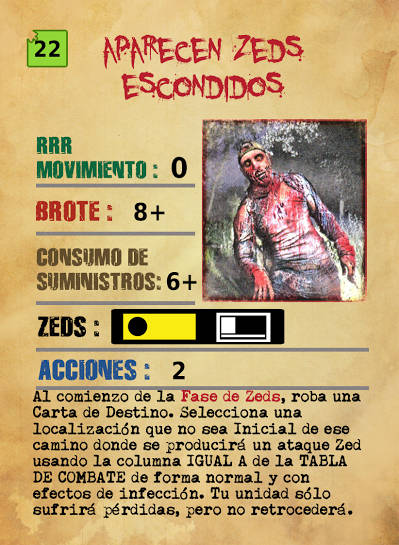 22
APARECEN ZEDS
ESCONDIDOS
RRR
MOVIMIENTO : 0
BROTE : 8+
CONSUMO DE
SUMINISTROS: 6+
ZEDS :
ACCIONES : 2
Al comienzo de la Fase de Zeds, roba una
Carta de Destino. Selecciona una
localización que no sea Inicial de ese
camino donde se producirá un ataque Zed
usando la columna IGUAL A de la TABLA
DE COMBATE de forma normal y con
efectos de infección. Tu unidad sólo
sufrirá pérdidas, pero no retrocederá.